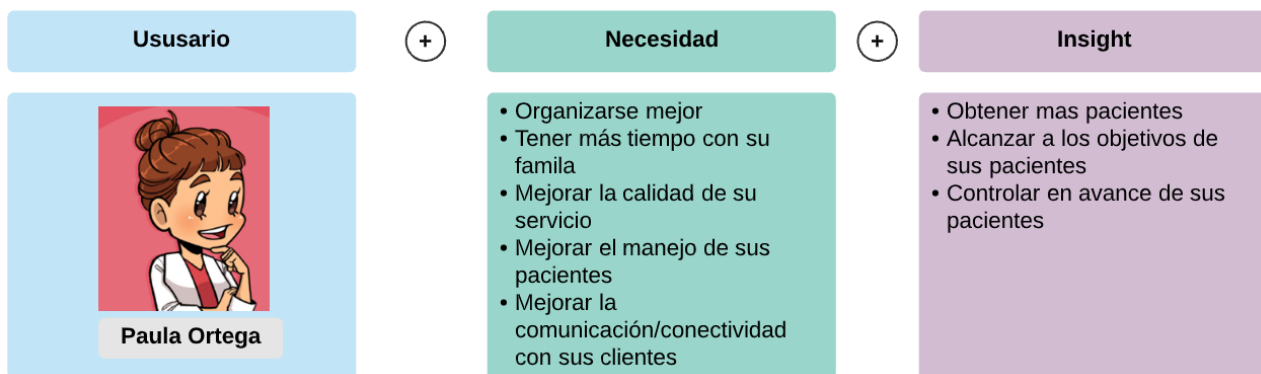 Ususario
+
Necesidad
+
Insight
Paula Ortega
• Organizarse mejor
• Tener más tiempo con su
famila
• Mejorar la calidad de su
servicio
• Mejorar el manejo de sus
pacientes
• Mejorar la
comunicación/conectividad
con sus clientes
• Obtener mas pacientes
• Alcanzar a los objetivos de
sus pacientes
• Controlar en avance de sus
pacientes